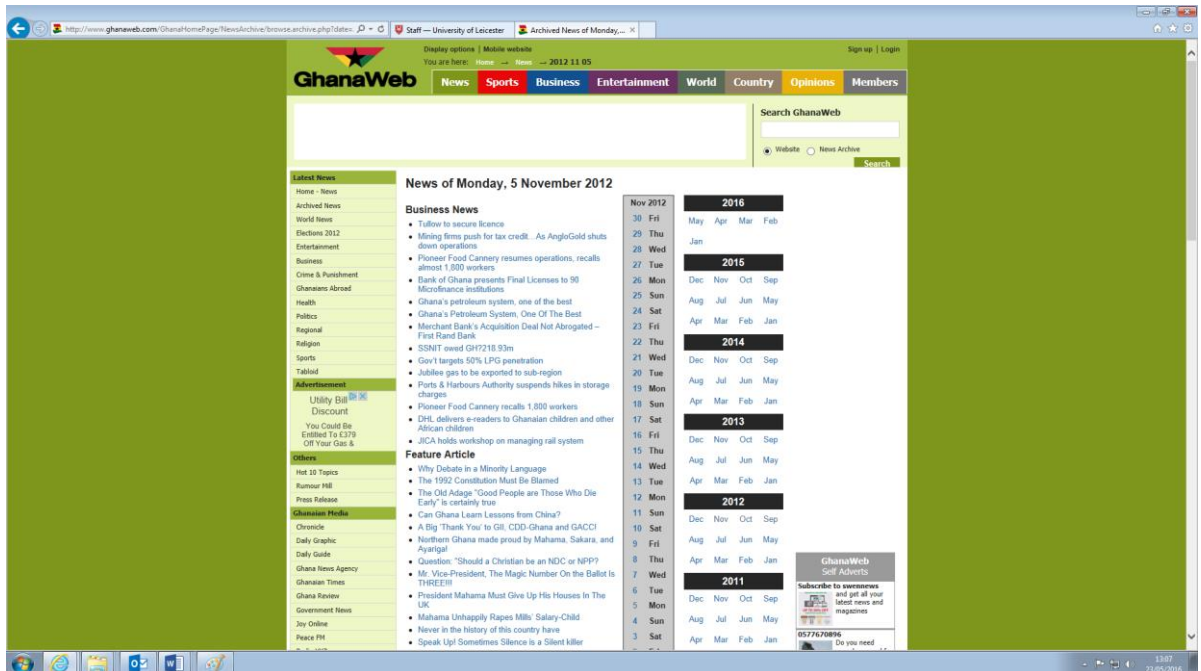 http://www.ghanaweb.com/GhanaHomePage/NewsArchive/browse.archive.php?date=
Staff — University of Leicester
Archived News of Monday,...
Display options | Mobile website
Sign up | Login
You are here: Home → News → 2012 11 05
GhanaWeb
News Sports Business Entertainment World Country Opinions Members
Search GhanaWeb
Website News Archive
Search
Latest News
Home - News
Archived News
World News
Elections 2012
Entertainment
Business
Crime & Punishment
Ghanaians Abroad
Health
Politics
Regional
Religion
Sports
Tabloid
Advertisement
Utility Bill
Discount
You Could Be
Entitled To £379
Off Your Gas &
Others
Hot 10 Topics
Rumour Mill
Press Release
Ghanaian Media
Chronicle
Daily Graphic
Daily Guide
Ghana News Agency
Ghanaian Times
Ghana Review
Government News
Joy Online
Peace FM
News of Monday, 5 November 2012
Business News
Tullow to secure licence
Mining firms push for tax credit... As AngloGold shuts
down operations
Pioneer Food Cannery resumes operations, recalls
almost 1,800 workers
Bank of Ghana presents Final Licenses to 90
Microfinance institutions
Ghana's petroleum system, one of the best
Ghana's Petroleum System, One Of The Best
Merchant Bank's Acquisition Deal Not Abrogated –
First Rand Bank
SSNIT owed GH?218.93m
Gov't targets 50% LPG penetration
Jubilee gas to be exported to sub-region
Ports & Harbours Authority suspends hikes in storage
charges
Pioneer Food Cannery recalls 1,800 workers
DHL delivers e-readers to Ghanaian children and other
African children
JICA holds workshop on managing rail system
Feature Article
Why Debate in a Minority Language
The 1992 Constitution Must Be Blamed
The Old Adage "Good People are Those Who Die
Early" is certainly true
Can Ghana Learn Lessons from China?
A Big 'Thank You' to GII, CDD-Ghana and GACC!
Northern Ghana made proud by Mahama, Sakara, and
Ayariga!
Question: "Should a Christian be an NDC or NPP?
Mr. Vice-President, The Magic Number On the Ballot Is
THREE!!!
President Mahama Must Give Up His Houses In The
UK
Mahama Unhappily Rapes Mills' Salary-Child
Never in the history of this country have
Speak Up! Sometimes Silence is a Silent killer
Nov 2012
30 Fri
29 Thu
28 Wed
27 Tue
26 Mon
25 Sun
24 Sat
23 Fri
22 Thu
21 Wed
20 Tue
19 Mon
18 Sun
17 Sat
16 Fri
15 Thu
14 Wed
13 Tue
12 Mon
11 Sun
10 Sat
9 Fri
8 Thu
7 Wed
6 Tue
5 Mon
4 Sun
3 Sat
2016
May Apr Mar Feb
Jan
2015
Dec Nov Oct Sep
Aug Jul Jun May
Apr Mar Feb Jan
2014
Dec Nov Oct Sep
Aug Jul Jun May
Apr Mar Feb Jan
2013
Dec Nov Oct Sep
Aug Jul Jun May
Apr Mar Feb Jan
2012
Dec Nov Oct Sep
Aug Jul Jun May
Apr Mar Feb Jan
2011
Dec Nov Oct Sep
Aug Jul Jun May
Apr Mar Feb Jan
GhanaWeb
Self Adverts
Subscribe to swennews
and get all your
latest news and
magazines
0577670896
Do you need
13:07
23/05/2016